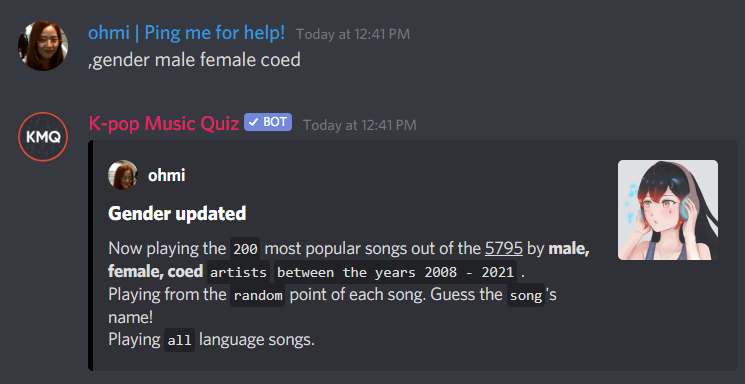 ohmi | Ping me for help! Today at 12:41 PM
,gender male female coed
KMQ
K-pop Music Quiz ✓ BOT Today at 12:41 PM
ohmi
Gender updated
Now playing the 200 most popular songs out of the 5795 by male,
female, coed artists between the years 2008 - 2021 .
Playing from the random point of each song. Guess the song's
name!
Playing all language songs.